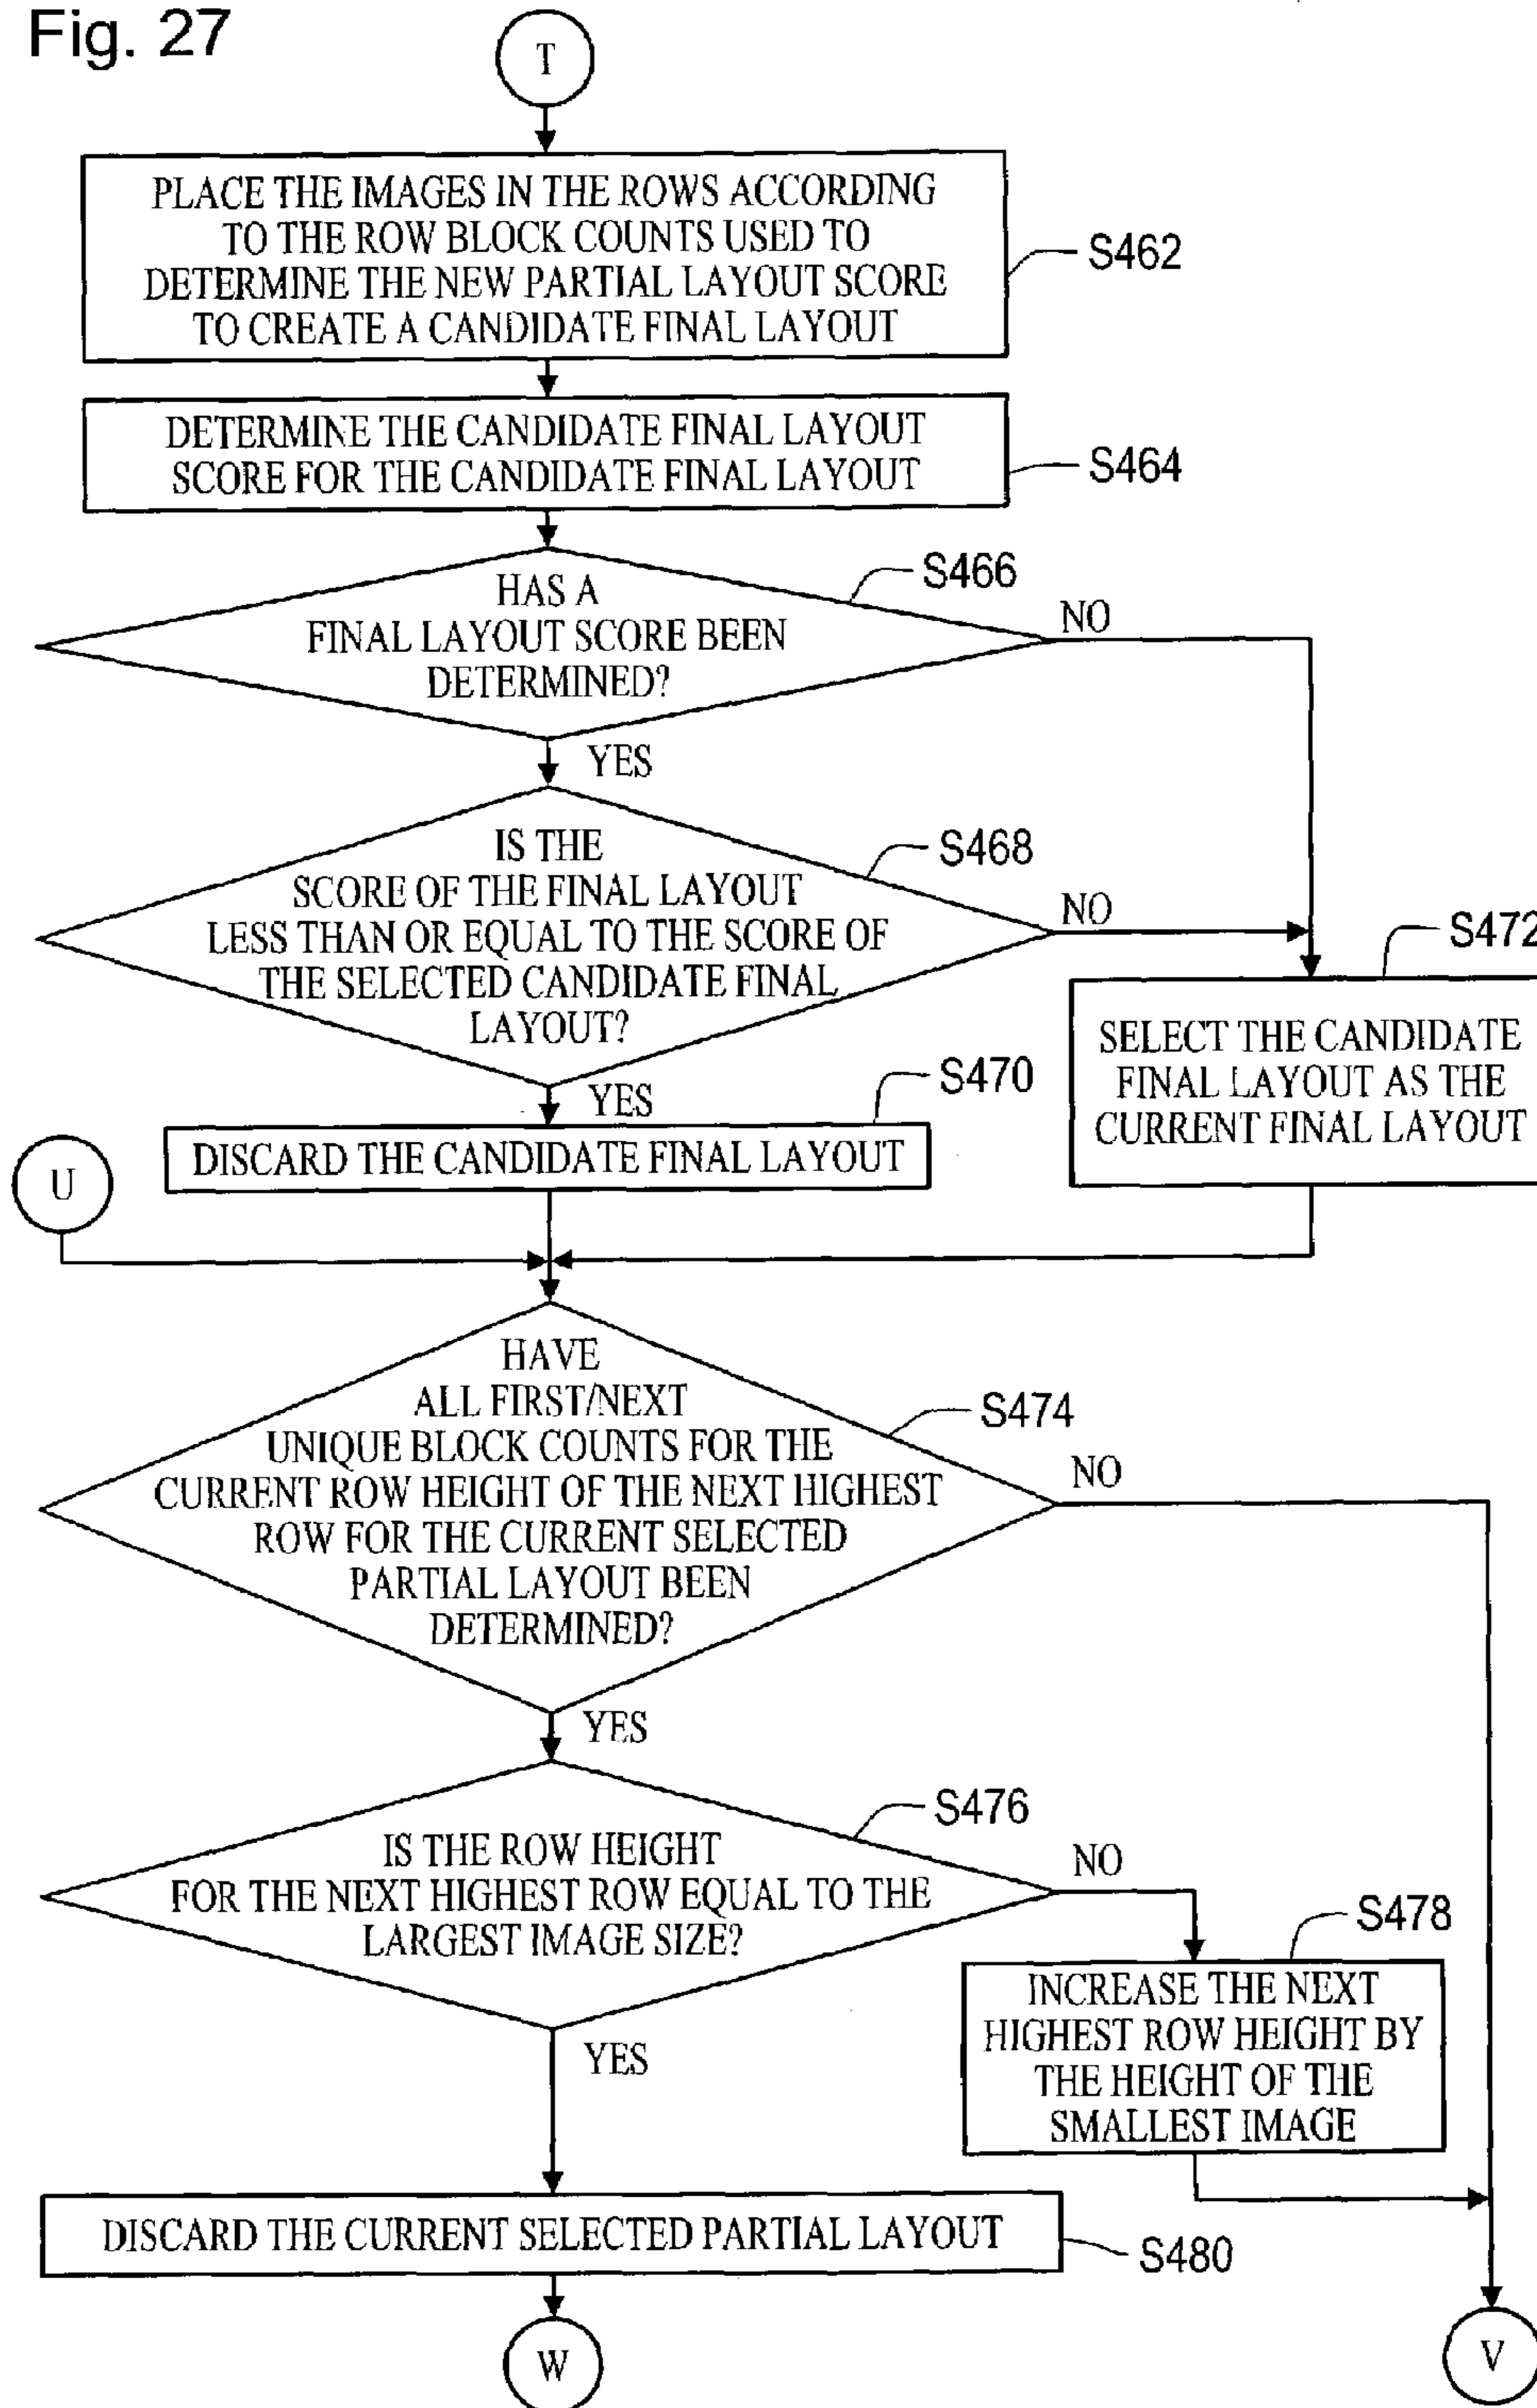 Fig. 27
T
PLACE THE IMAGES IN THE ROWS ACCORDING
TO THE ROW BLOCK COUNTS USED TO
DETERMINE THE NEW PARTIAL LAYOUT SCORE
TO CREATE A CANDIDATE FINAL LAYOUT
S462
DETERMINE THE CANDIDATE FINAL LAYOUT
SCORE FOR THE CANDIDATE FINAL LAYOUT
S464
HAS A
FINAL LAYOUT SCORE BEEN
DETERMINED?
S466
NO
YES
IS THE
SCORE OF THE FINAL LAYOUT
LESS THAN OR EQUAL TO THE SCORE OF
THE SELECTED CANDIDATE FINAL
LAYOUT?
S468
NO
YES
S472
SELECT THE CANDIDATE
FINAL LAYOUT AS THE
CURRENT FINAL LAYOUT
S470
DISCARD THE CANDIDATE FINAL LAYOUT
U
HAVE
ALL FIRST/NEXT
UNIQUE BLOCK COUNTS FOR THE
CURRENT ROW HEIGHT OF THE NEXT HIGHEST
ROW FOR THE CURRENT SELECTED
PARTIAL LAYOUT BEEN
DETERMINED?
S474
NO
YES
IS THE ROW HEIGHT
FOR THE NEXT HIGHEST ROW EQUAL TO THE
LARGEST IMAGE SIZE?
S476
NO
YES
S478
INCREASE THE NEXT
HIGHEST ROW HEIGHT BY
THE HEIGHT OF THE
SMALLEST IMAGE
DISCARD THE CURRENT SELECTED PARTIAL LAYOUT
S480
W
V